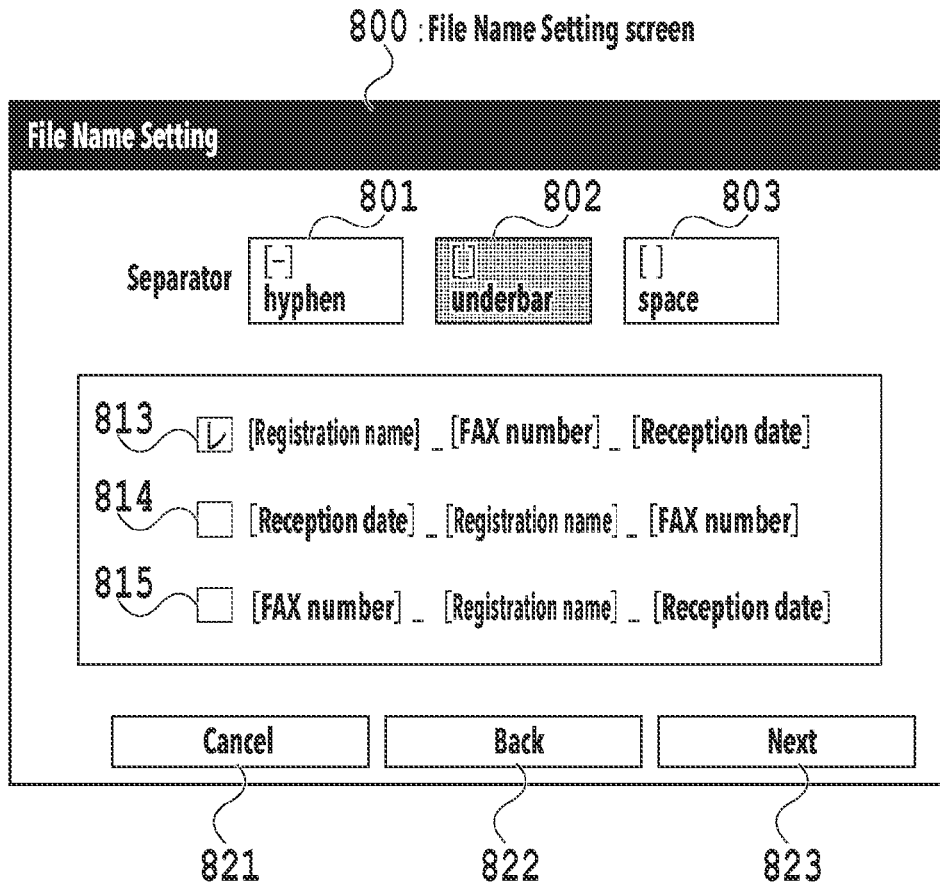 800 : File Name Setting screen
File Name Setting
801 802 803
Separator [-] hyphen [_] underbar [ ] space
813 [Registration name] _ [FAX number] _ [Reception date]
814 [Reception date] _ [Registration name] _ [FAX number]
815 [FAX number] _ [Registration name] _ [Reception date]
Cancel Back Next
821 822 823